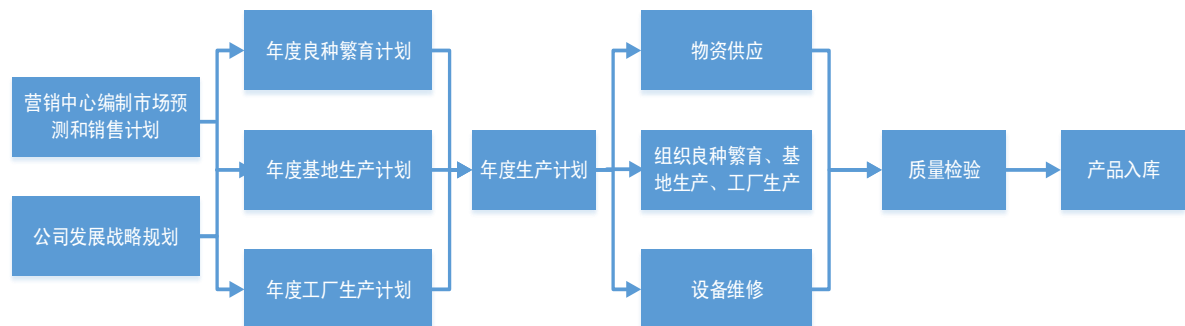 营销中心编制市场预
测和销售计划
公司发展战略规划
年度良种繁育计划
年度基地生产计划
年度工厂生产计划
年度生产计划
物资供应
组织良种繁育、基
地生产、工厂生产
设备维修
质量检验
产品入库